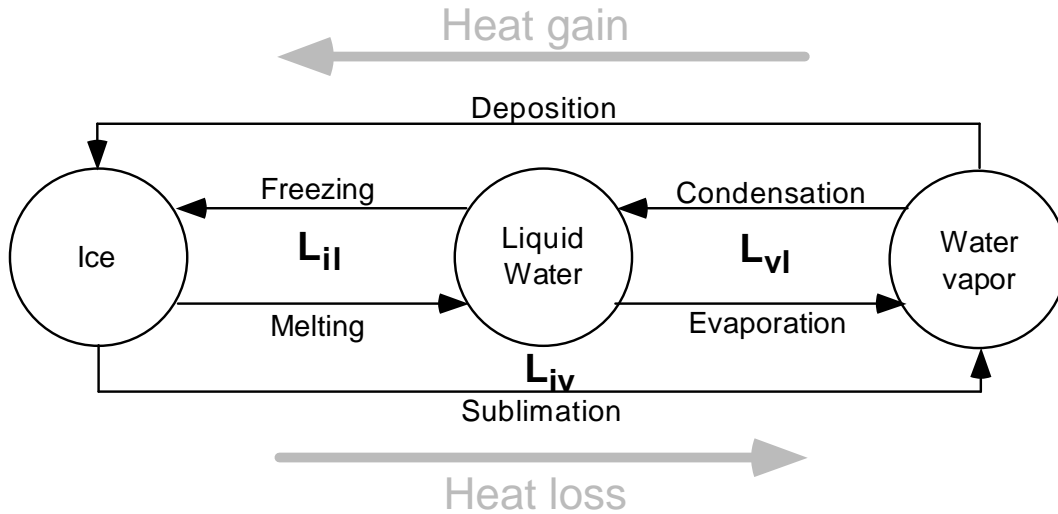 Heat gain
Deposition
Freezing
Condensation
Ice
L_il
Liquid
Water
L_vl
Water
vapor
Melting
Evaporation
L_iv
Sublimation
Heat loss